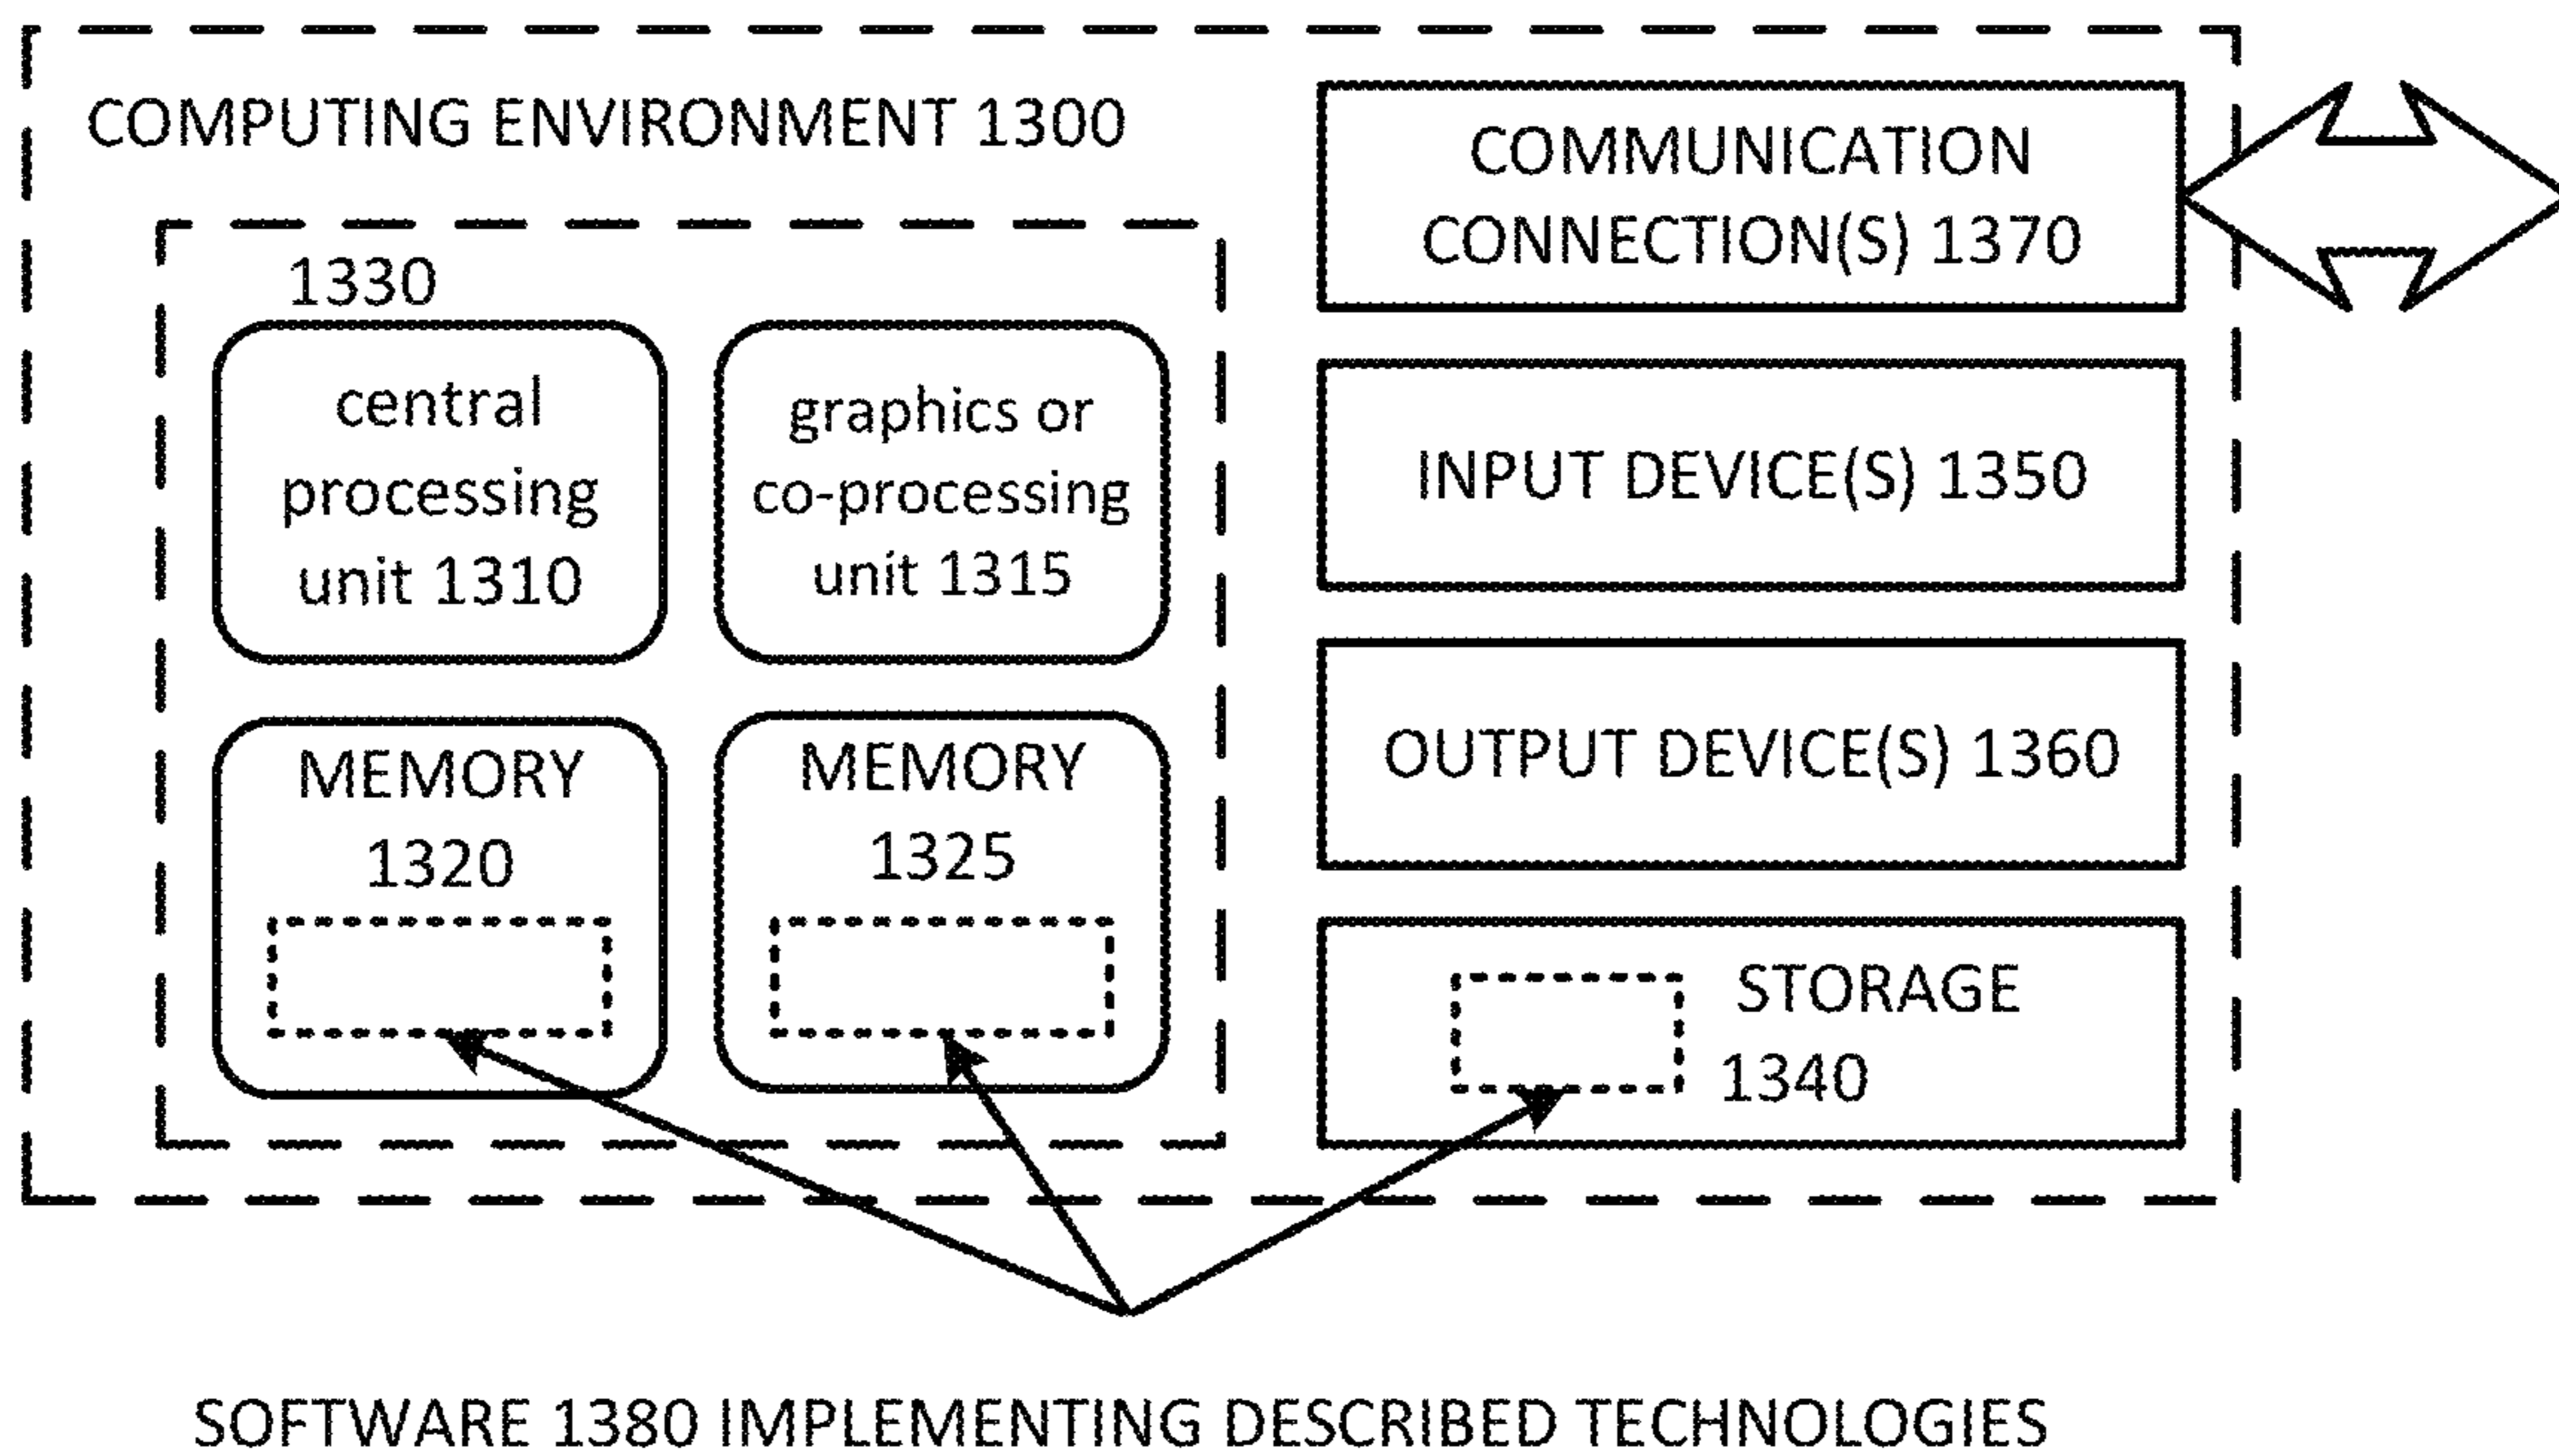 COMPUTING ENVIRONMENT 1300
1330
central
processing
unit 1310
graphics or
co-processing
unit 1315
MEMORY
1320
MEMORY
1325
COMMUNICATION
CONNECTION(S) 1370
INPUT DEVICE(S) 1350
OUTPUT DEVICE(S) 1360
STORAGE
1340
SOFTWARE 1380 IMPLEMENTING DESCRIBED TECHNOLOGIES